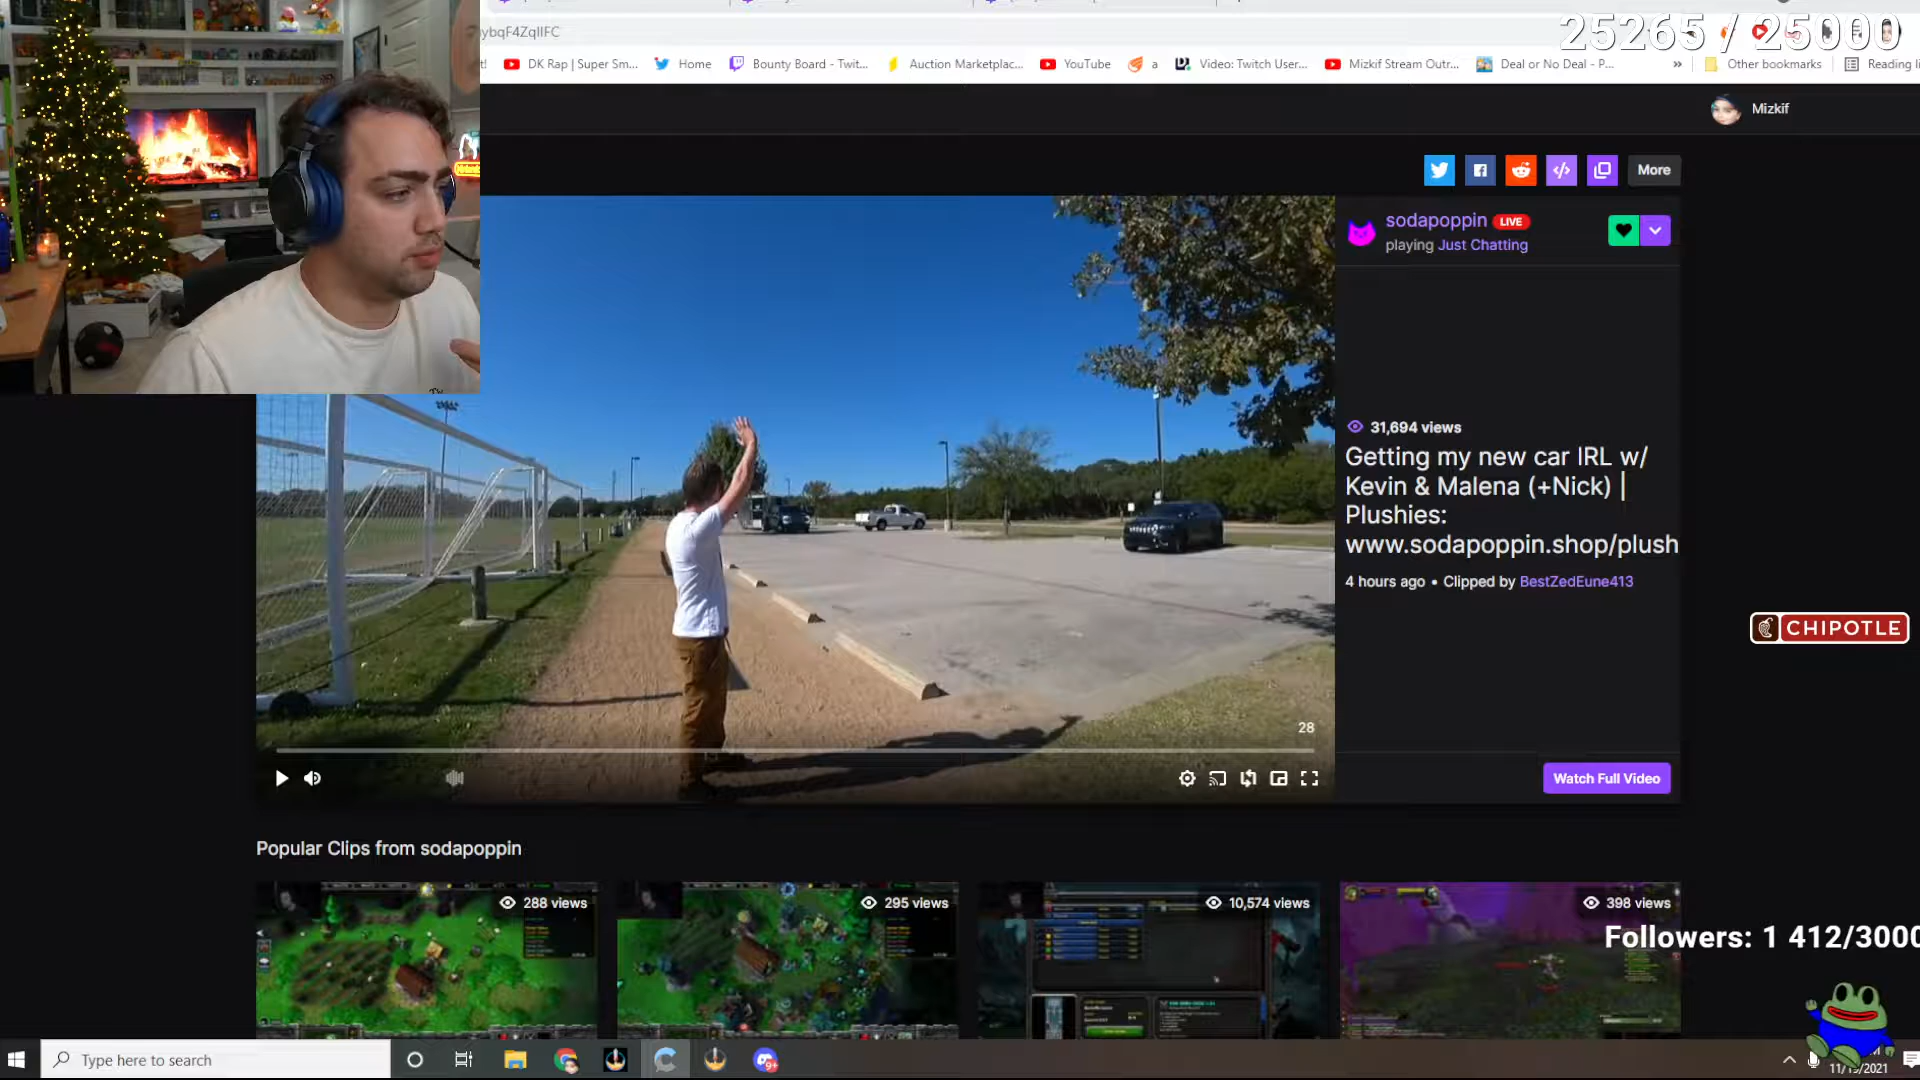 25265 / 25000
ybqF4ZqIIFC
DK Rap | Super Sm...
Home
Bounty Board - Twit...
Auction Marketplac...
YouTube
a
Video: Twitch User...
Mizkif Stream Outr...
Deal or No Deal - P...
»
Other bookmarks
Reading li
Mizkif
More
sodapoppin LIVE
playing Just Chatting
31,694 views
Getting my new car IRL w/
Kevin & Malena (+Nick) |
Plushies:
www.sodapoppin.shop/plush
4 hours ago • Clipped by BestZedEune413
CHIPOTLE
28
Watch Full Video
Popular Clips from sodapoppin
288 views
295 views
10,574 views
398 views
Followers: 1 412/3000
Type here to search
9+